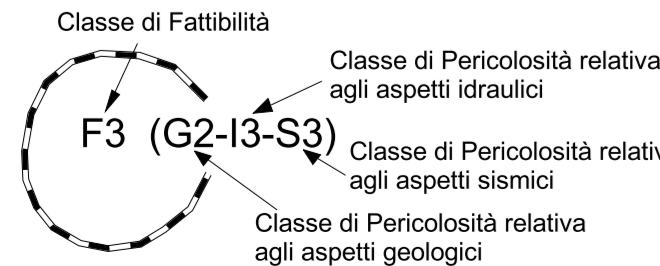 Classe di Fattibilità
Classe di Pericolosità relativa
agli aspetti idraulici
F3 (G2-I3-S3)
Classe di Pericolosità
agli aspetti sismici
Classe di Pericolosità relativa
agli aspetti geologici